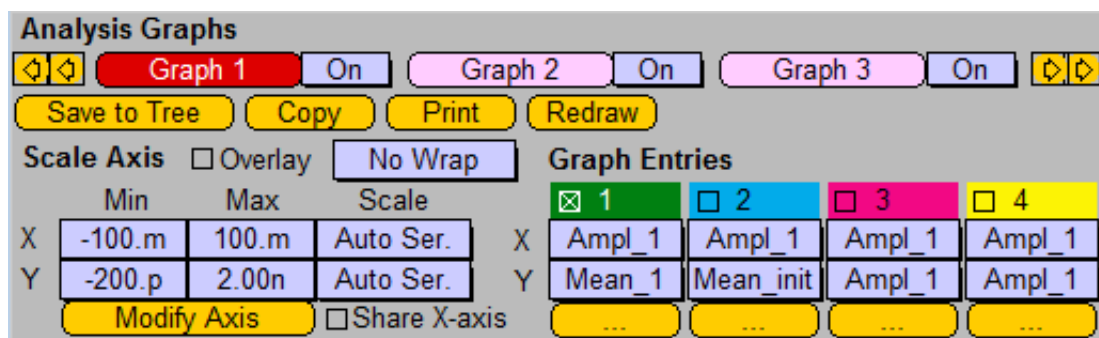 Analysis Graphs
Graph 1 On Graph 2 On Graph 3 On
Save to Tree Copy Print Redraw
Scale Axis Overlay No Wrap Graph Entries
Min Max Scale 1 2 3 4
X -100.m 100.m Auto Ser. X Ampl_1 Ampl_1 Ampl_1 Ampl_1
Y -200.p 2.00n Auto Ser. Y Mean_1 Mean_init Ampl_1 Ampl_1
Modify Axis Share X-axis ... ... ... ...